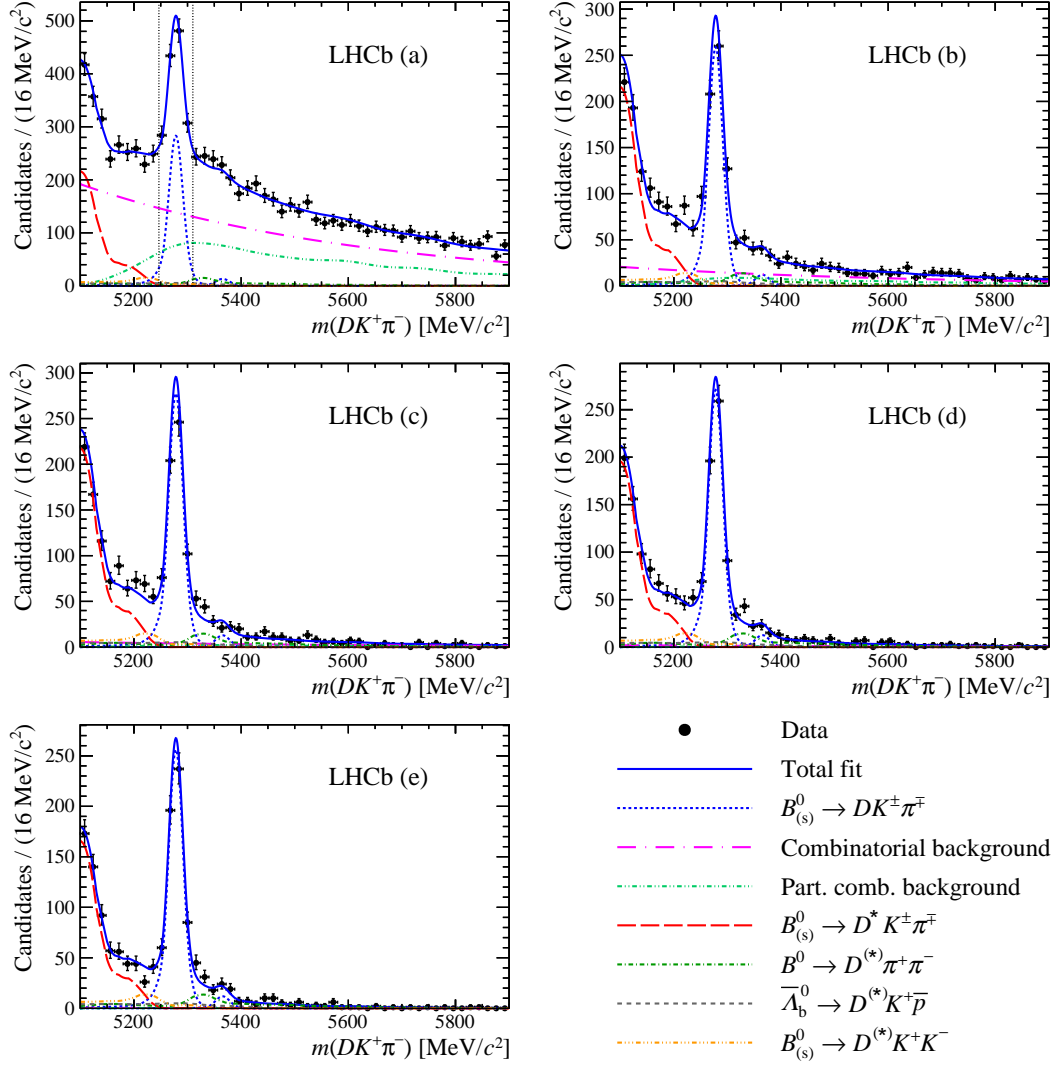 Candidates / (16 MeV/c²)
500
400
300
200
100
0
LHCb (a)
5200 5400 5600 5800
m(DK⁺π⁻) [MeV/c²]
Candidates / (16 MeV/c²)
300
250
200
150
100
50
0
LHCb (b)
5200 5400 5600 5800
m(DK⁺π⁻) [MeV/c²]
Candidates / (16 MeV/c²)
300
250
200
150
100
50
0
LHCb (c)
5200 5400 5600 5800
m(DK⁺π⁻) [MeV/c²]
Candidates / (16 MeV/c²)
250
200
150
100
50
0
LHCb (d)
5200 5400 5600 5800
m(DK⁺π⁻) [MeV/c²]
Candidates / (16 MeV/c²)
250
200
150
100
50
0
LHCb (e)
5200 5400 5600 5800
m(DK⁺π⁻) [MeV/c²]
Data
Total fit
B⁰₍ₛ₎ → DK±π∓
Combinatorial background
Part. comb. background
B⁰₍ₛ₎ → D* K±π∓
B⁰ → D⁽*⁾π⁺π⁻
Λ̅⁰_b → D⁽*⁾K⁺p̅
B⁰₍ₛ₎ → D⁽*⁾K⁺K⁻